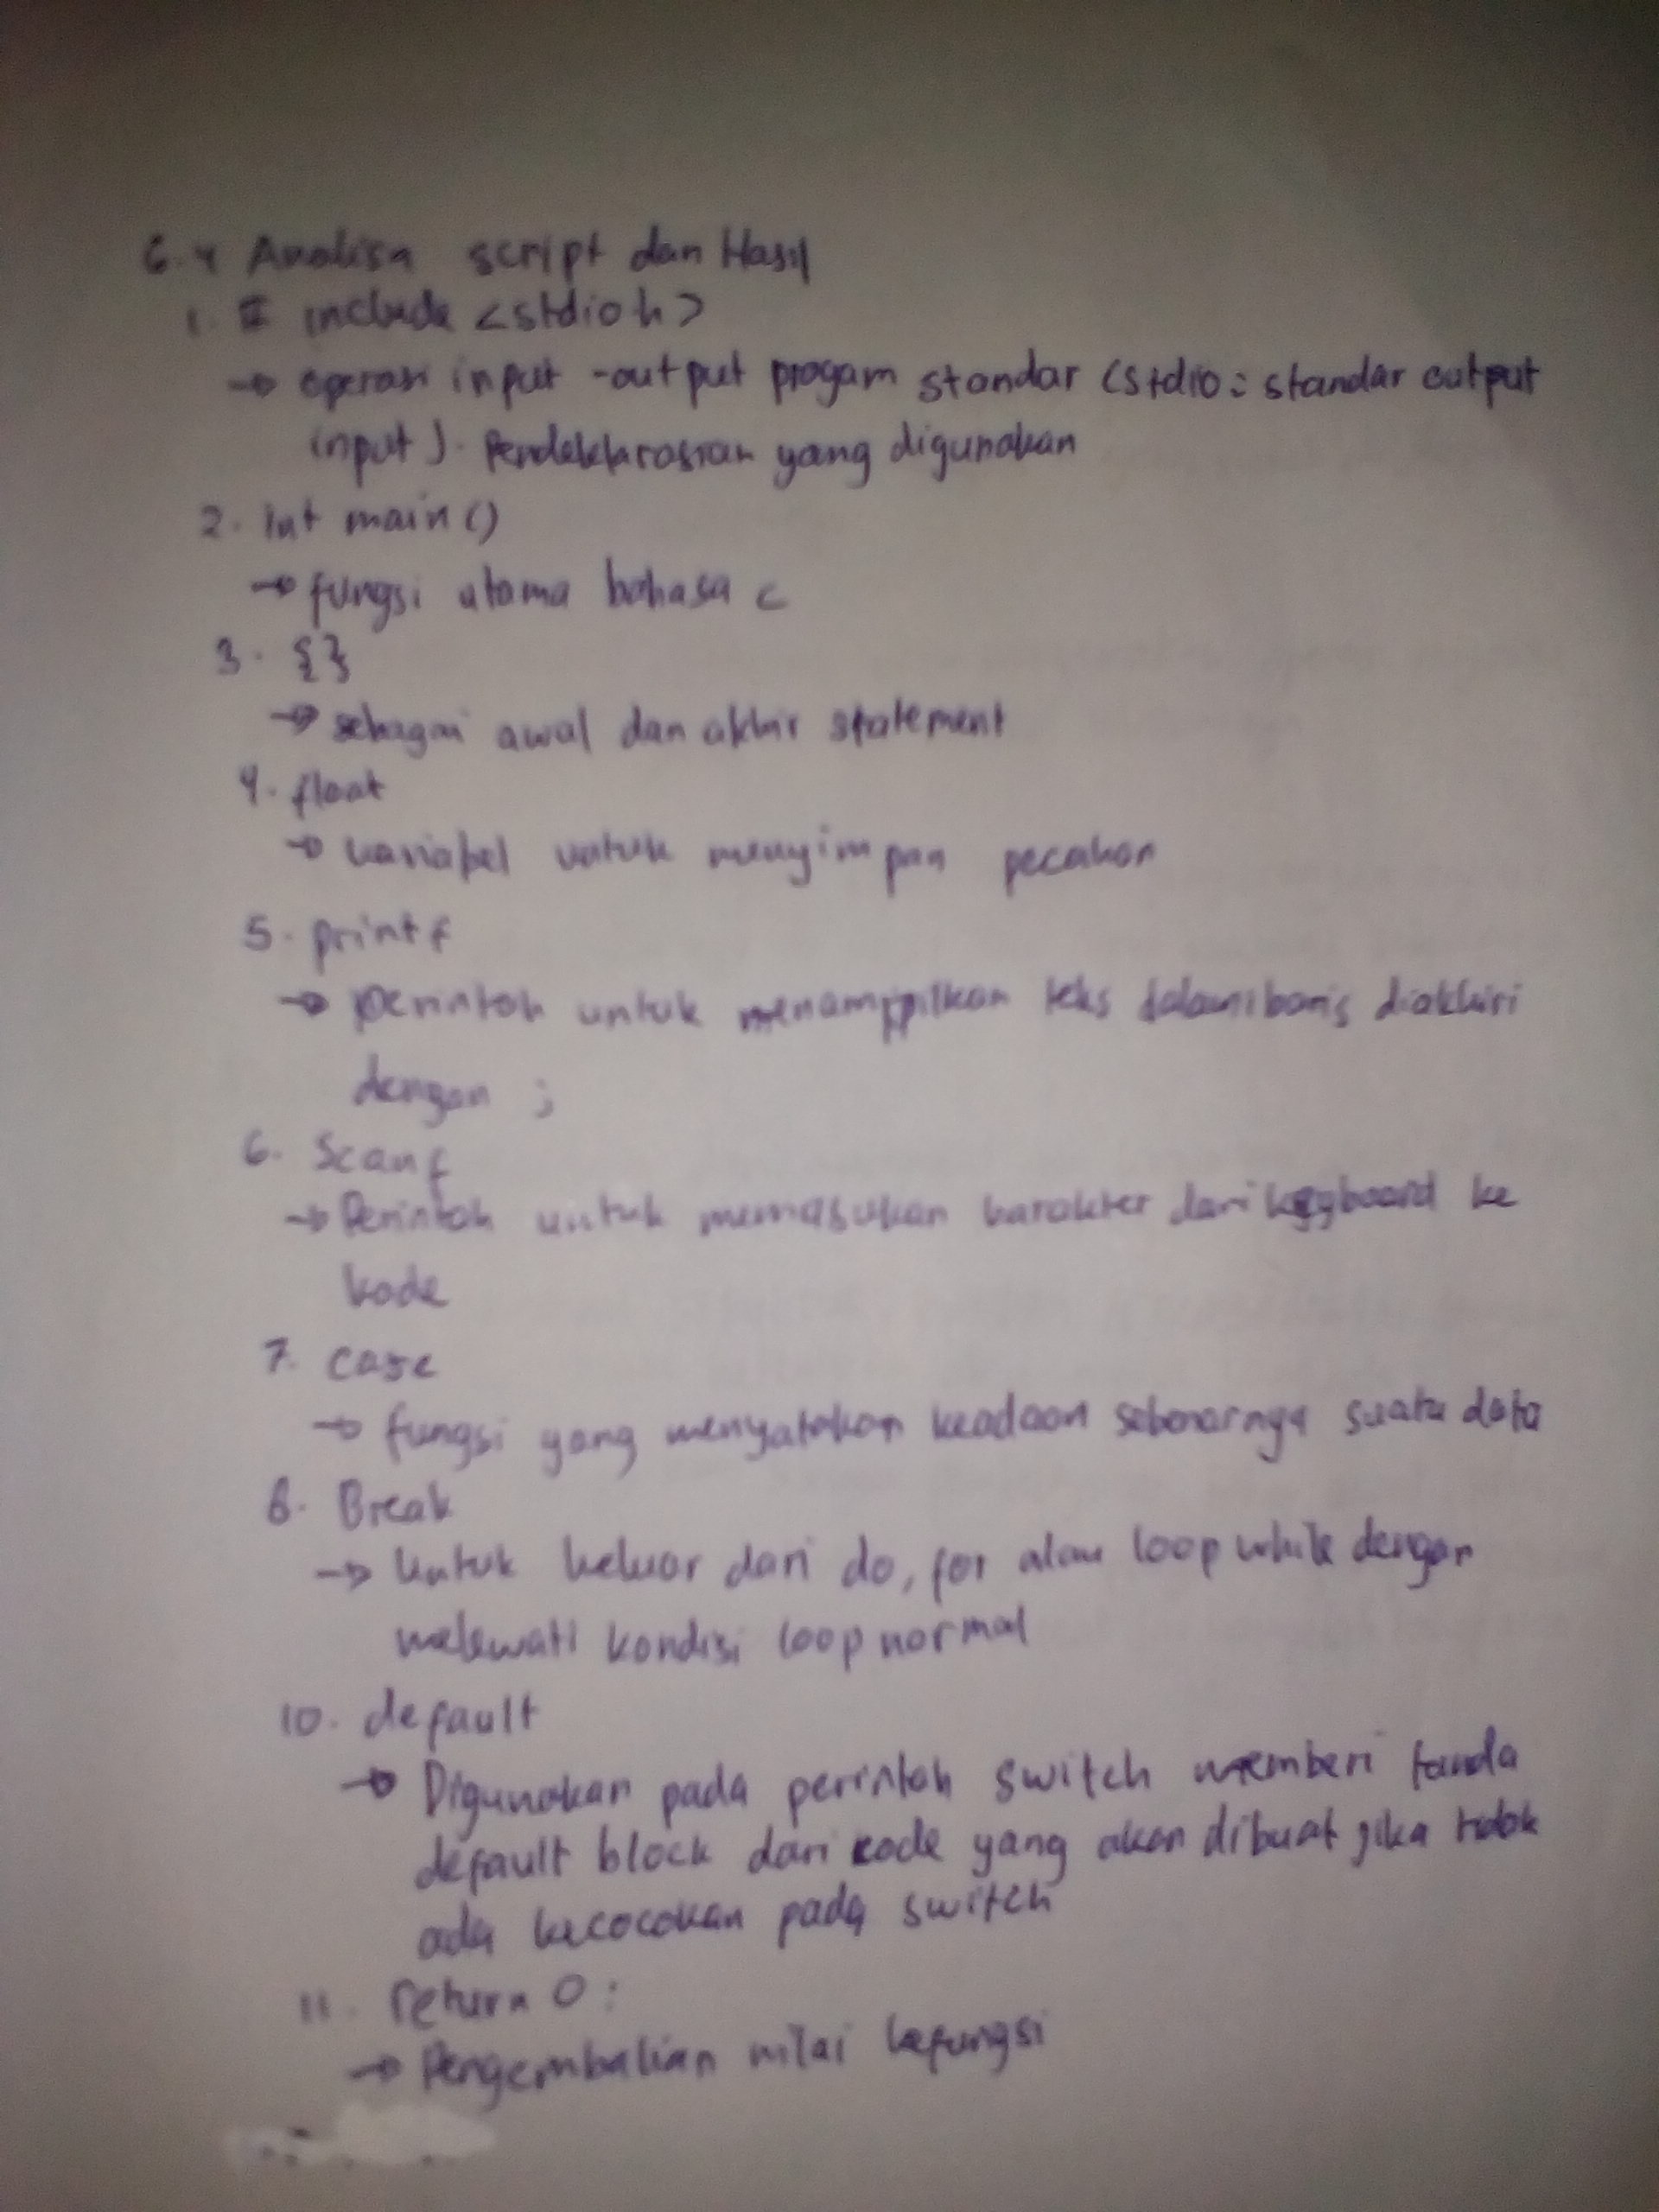 6.4 Analisa script dan Hasil
1. # include <stdio h>
→ operasi input -output progam standar (stdio : standar output
input). Pendeklarasian yang digunakan
2. Int main ()
→ fungsi utama bahasa c
3. { }
→ sebagai awal dan akhir statement
4. float
→ variabel untuk menyimpan pecahan
5. printf
→ perintah untuk menampilkan teks dalam baris diakhiri
dengan ;
6. Scanf
→ Perintah untuk memasukan karakter dari keyboard ke
kode
7. case
→ fungsi yang menyatakan keadaan sebenarnya suatu data
8. Break
→ Untuk keluar dari do, for atau loop while dengan
melewati kondisi loop normal
10. default
→ Digunakan pada perintah switch memberi tanda
default block dari code yang akan dibuat jika tidak
ada kecocokan pada switch
11. return 0 ;
→ Pengembalian nilai kefungsi